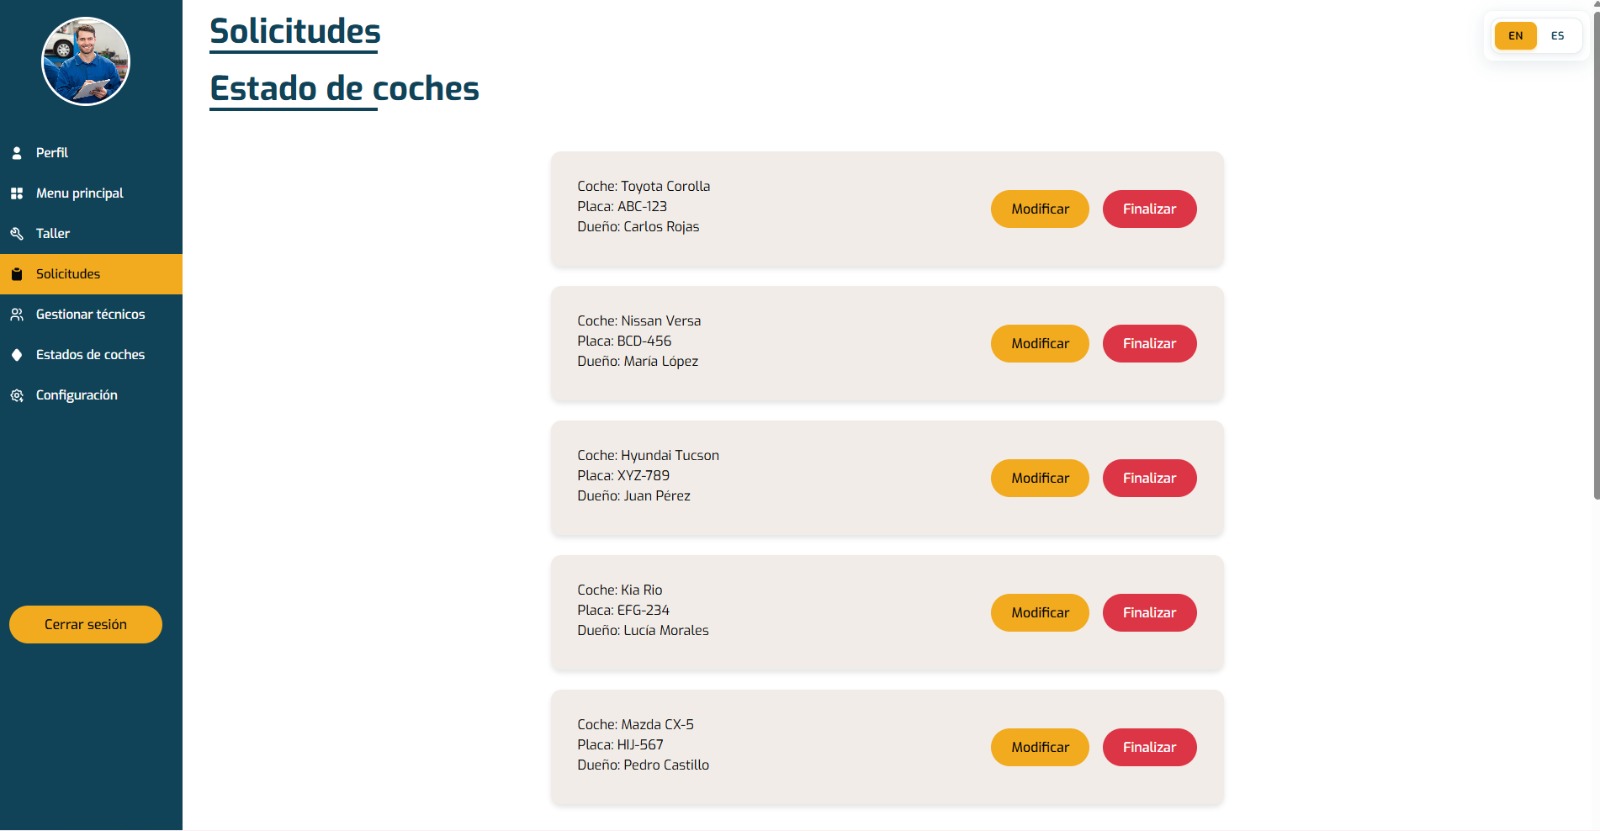 Solicitudes
Estado de coches
EN
ES
Perfil
Menu principal
Taller
Solicitudes
Gestionar técnicos
Estados de coches
Configuración
Cerrar sesión
Coche: Toyota Corolla
Placa: ABC-123
Dueño: Carlos Rojas
Modificar
Finalizar
Coche: Nissan Versa
Placa: BCD-456
Dueño: María López
Modificar
Finalizar
Coche: Hyundai Tucson
Placa: XYZ-789
Dueño: Juan Pérez
Modificar
Finalizar
Coche: Kia Rio
Placa: EFG-234
Dueño: Lucía Morales
Modificar
Finalizar
Coche: Mazda CX-5
Placa: HIJ-567
Dueño: Pedro Castillo
Modificar
Finalizar